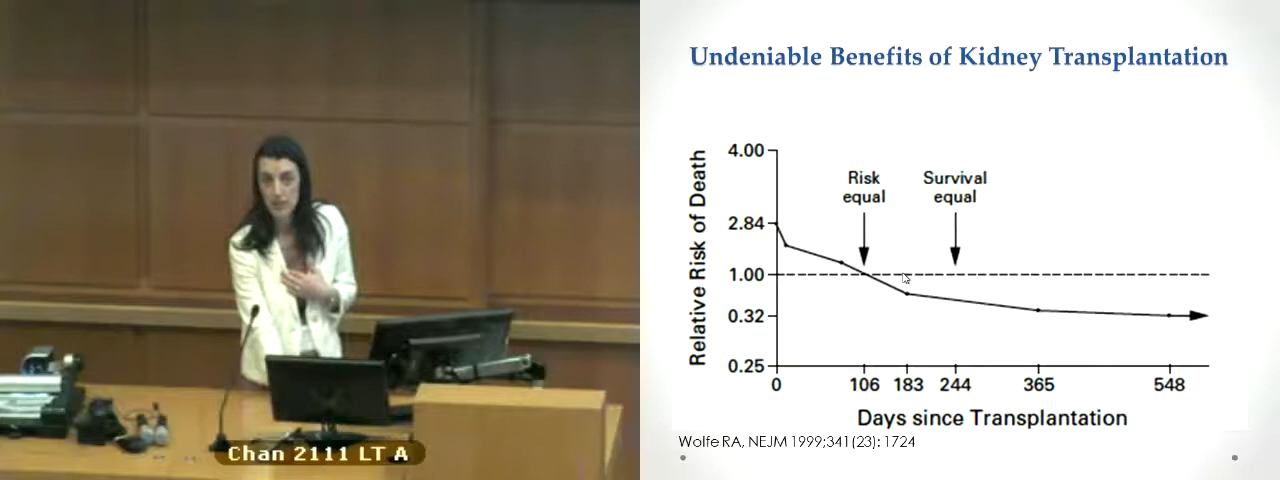 Chan 2111 LT A
Undeniable Benefits of Kidney Transplantation
Relative Risk of Death
4.00
2.84
1.00
0.32
0.25
Risk
equal
Survival
equal
0 106 183 244 365 548
Days since Transplantation
Wolfe RA, NEJM 1999;341(23): 1724